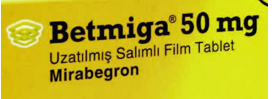 Betmiga® 50 mg
Uzatılmış Salımlı Film Tablet
Mirabegron